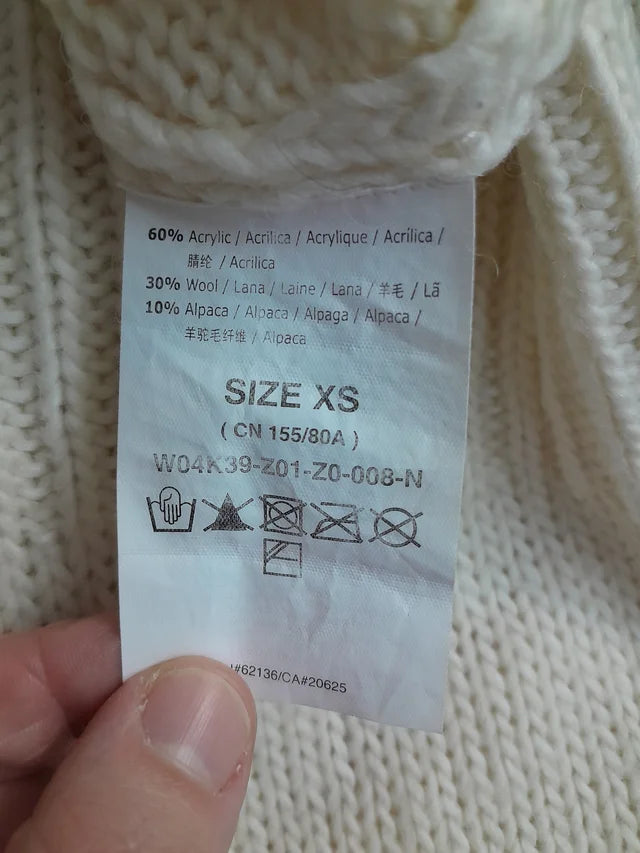 60% Acrylic / Acrilica / Acrylique / Acrílica /
腈纶 / Acrilica
30% Wool / Lana / Laine / Lana / 羊毛 / Lã
10% Alpaca / Alpaca / Alpaga / Alpaca /
羊驼毛纤维 / Alpaca
SIZE XS
( CN 155/80A )
W04K39-Z01-Z0-008-N
#62136/CA#20625